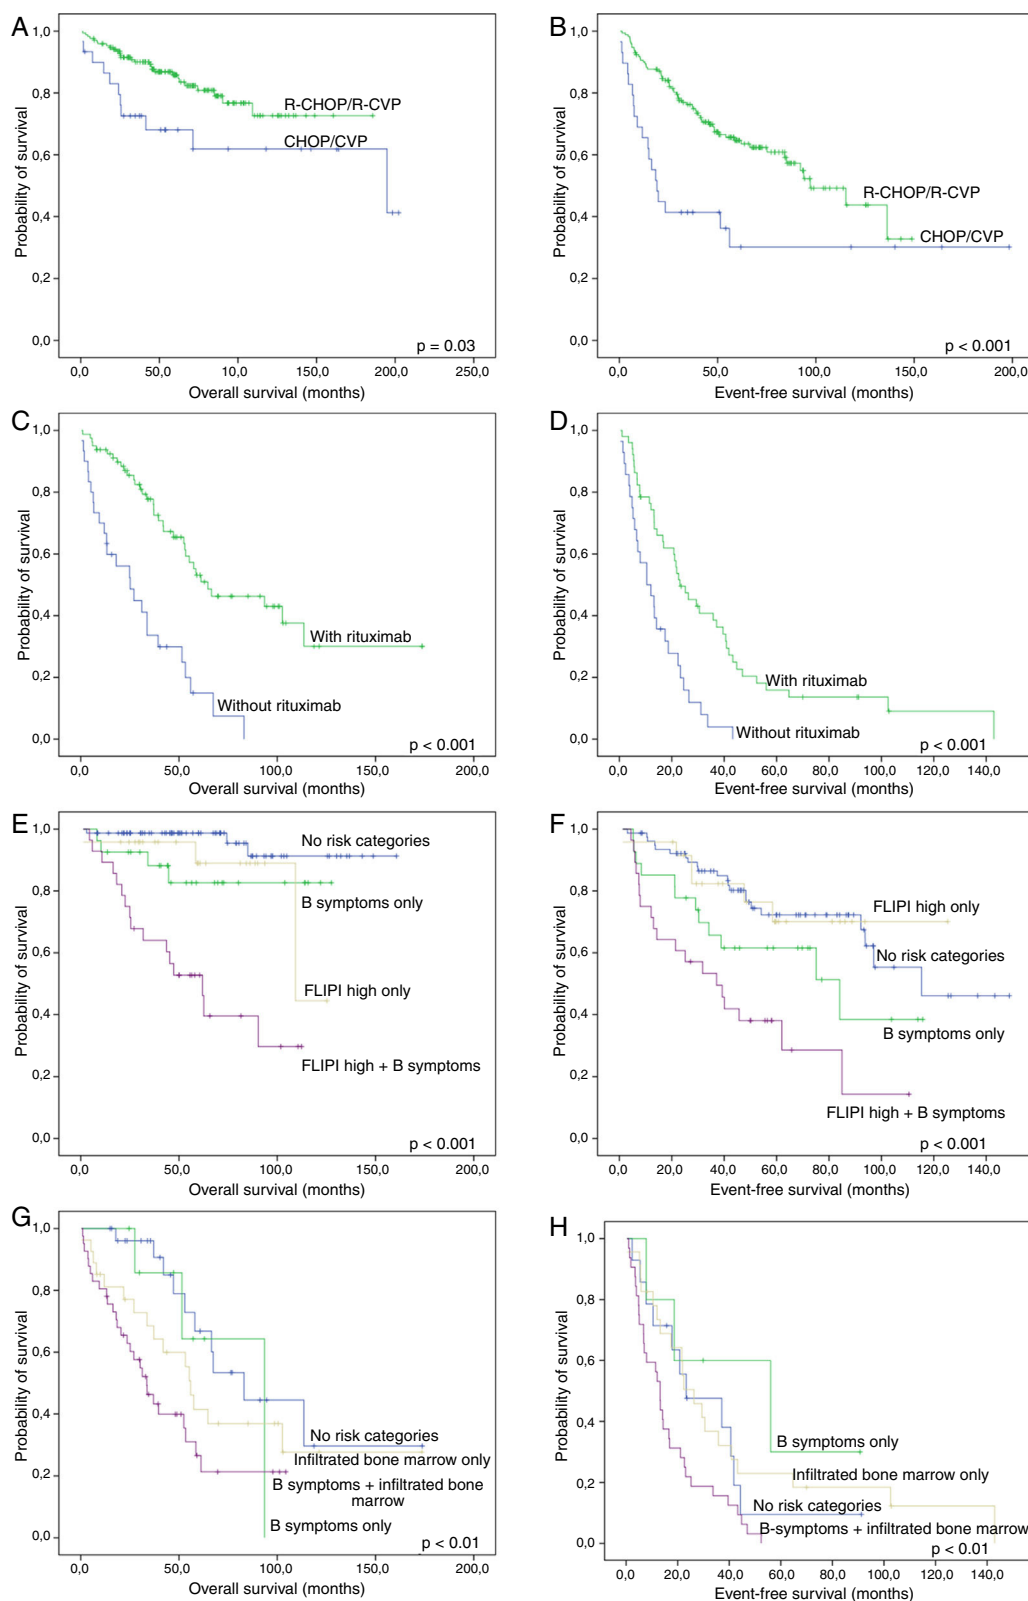 A
Probability of survival
1,0
0,8
0,6
0,4
0,2
0,0
R-CHOP/R-CVP
CHOP/CVP
p = 0.03
0,0 50,0 10,0 150,0 200,0 250,0
Overall survival (months)
B
Probability of survival
1,0
0,8
0,6
0,4
0,2
0,0
R-CHOP/R-CVP
CHOP/CVP
p < 0.001
0,0 50,0 100,0 150,0 200,0
Event-free survival (months)
C
Probability of survival
1,0
0,8
0,6
0,4
0,2
0,0
With rituximab
Without rituximab
p < 0.001
0,0 50,0 100,0 150,0 200,0
Overall survival (months)
D
Probability of survival
1,0
0,8
0,6
0,4
0,2
0,0
With rituximab
Without rituximab
p < 0.001
0,0 20,0 40,0 60,0 80,0 100,0 120,0 140,0
Event-free survival (months)
E
Probability of survival
1,0
0,8
0,6
0,4
0,2
0,0
No risk categories
B symptoms only
FLIPI high only
FLIPI high + B symptoms
p < 0.001
0,0 50,0 100,0 150,0 200,0
Overall survival (months)
F
Probability of survival
1,0
0,8
0,6
0,4
0,2
0,0
FLIPI high only
No risk categories
B symptoms only
FLIPI high + B symptoms
p < 0.001
0,0 20,0 40,0 60,0 80,0 100,0 120,0 140,0
Event-free survival (months)
G
Probability of survival
1,0
0,8
0,6
0,4
0,2
0,0
No risk categories
Infiltrated bone marrow only
B symptoms + infiltrated bone
marrow
B symptoms only
p < 0.01
0,0 50,0 100,0 150,0 200,0
Overall survival (months)
H
Probability of survival
1,0
0,8
0,6
0,4
0,2
0,0
B symptoms only
Infiltrated bone marrow only
No risk categories
B-symptoms + infiltrated bone marrow
p < 0.01
0,0 20,0 40,0 60,0 80,0 100,0 120,0 140,0
Event-free survival (months)